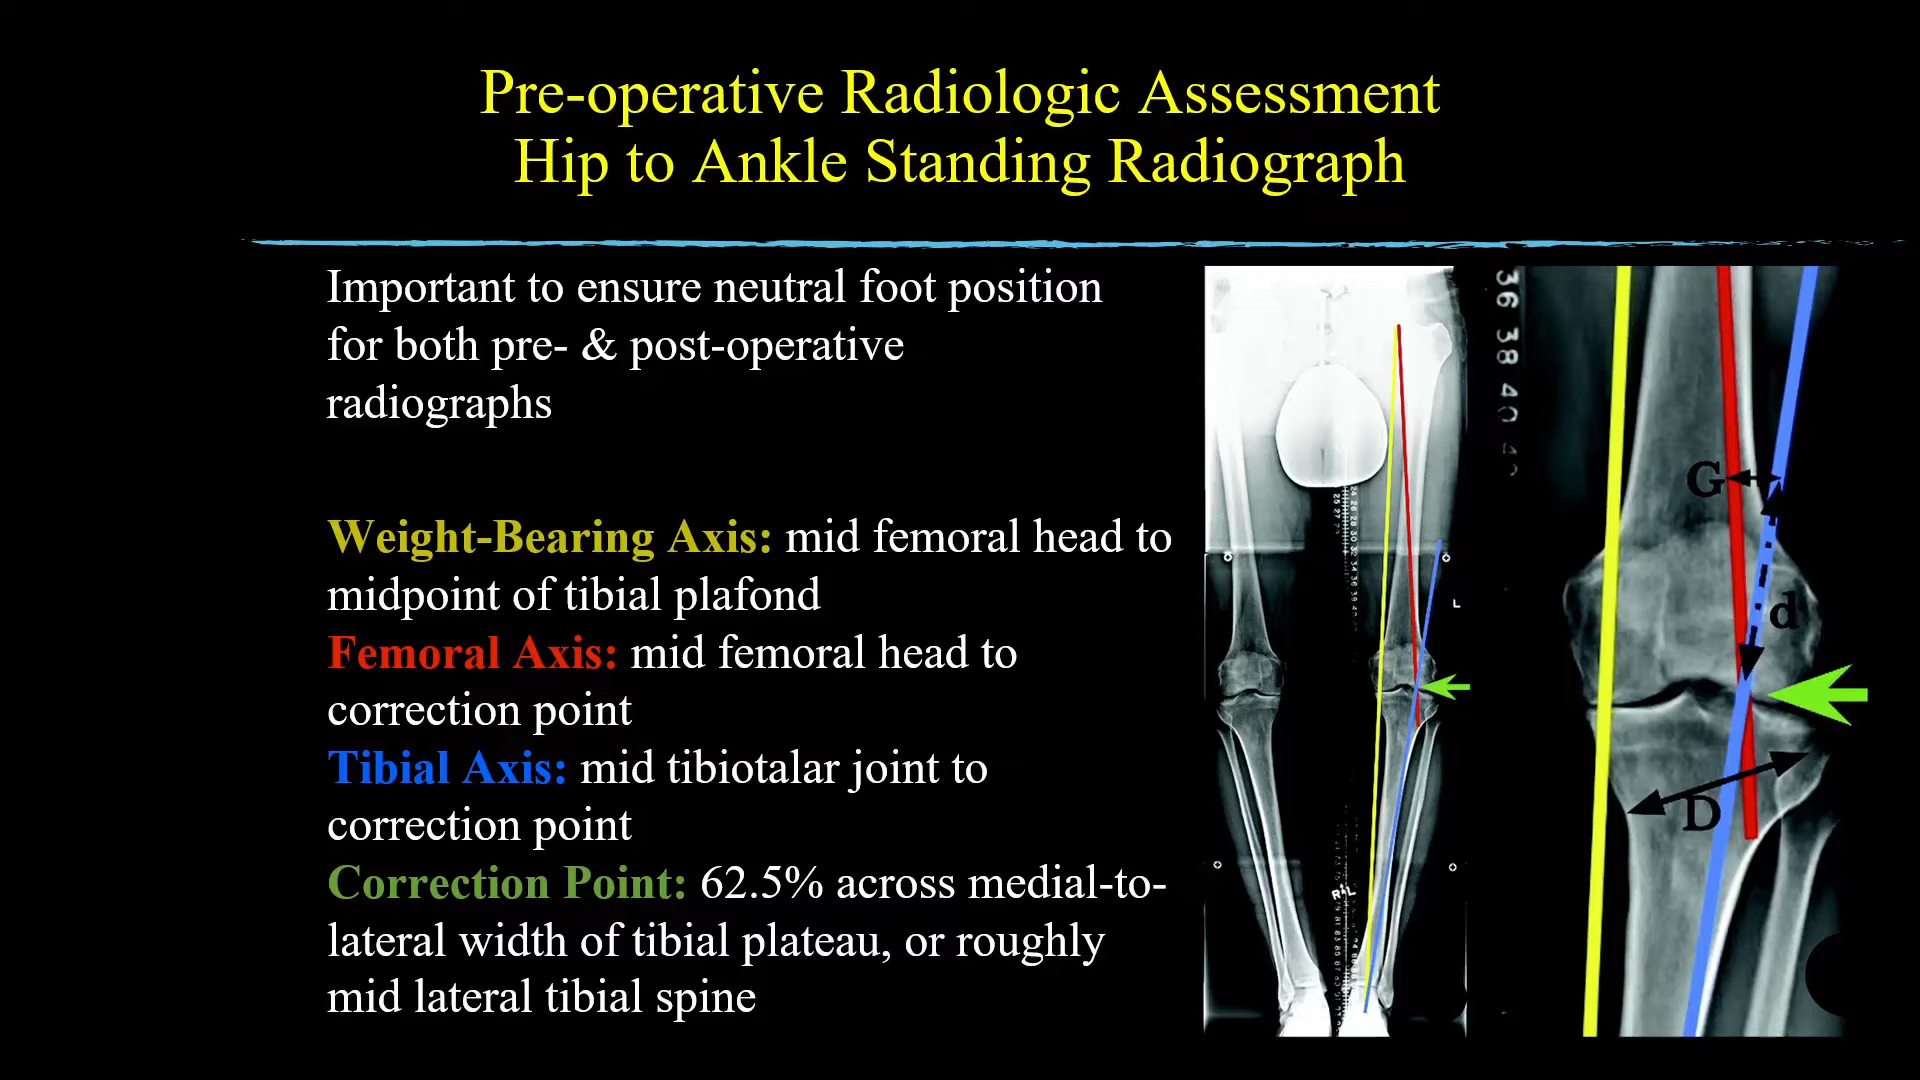 Pre-operative Radiologic Assessment
Hip to Ankle Standing Radiograph
Important to ensure neutral foot position
for both pre- & post-operative
radiographs
Weight-Bearing Axis: mid femoral head to
midpoint of tibial plafond
Femoral Axis: mid femoral head to
correction point
Tibial Axis: mid tibiotalar joint to
correction point
Correction Point: 62.5% across medial-to-
lateral width of tibial plateau, or roughly
mid lateral tibial spine
L
36 38 40
G
d
D